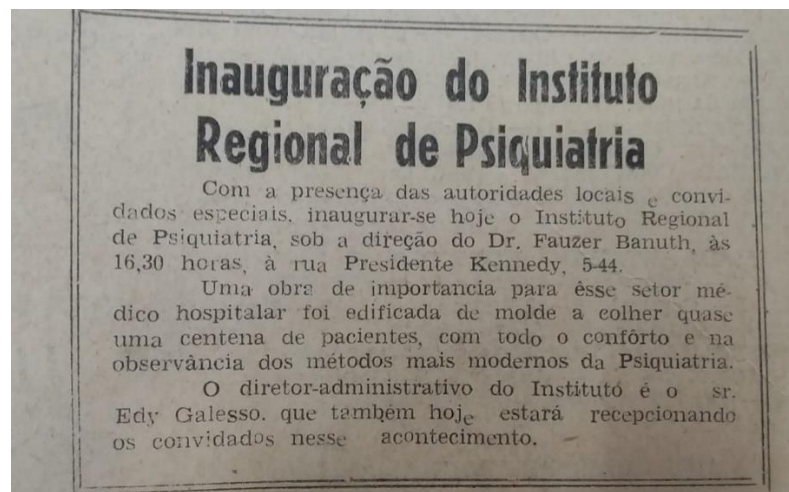 Inauguração do Instituto
Regional de Psiquiatria
Com a presença das autoridades locais e convi-
dados especiais, inaugurar-se hoje o Instituto Regional
de Psiquiatria, sob a direção do Dr. Fauzer Banuth, às
16,30 horas, à rua Presidente Kennedy, 5-44.
Uma obra de importancia para êsse setor mé-
dico hospitalar foi edificada de molde a colher quase
uma centena de pacientes, com todo o confôrto e na
observância dos métodos mais modernos da Psiquiatria.
O diretor-administrativo do Instituto é o sr.
Edy Galesso. que também hoje estará recepcionando
os convidados nesse acontecimento.